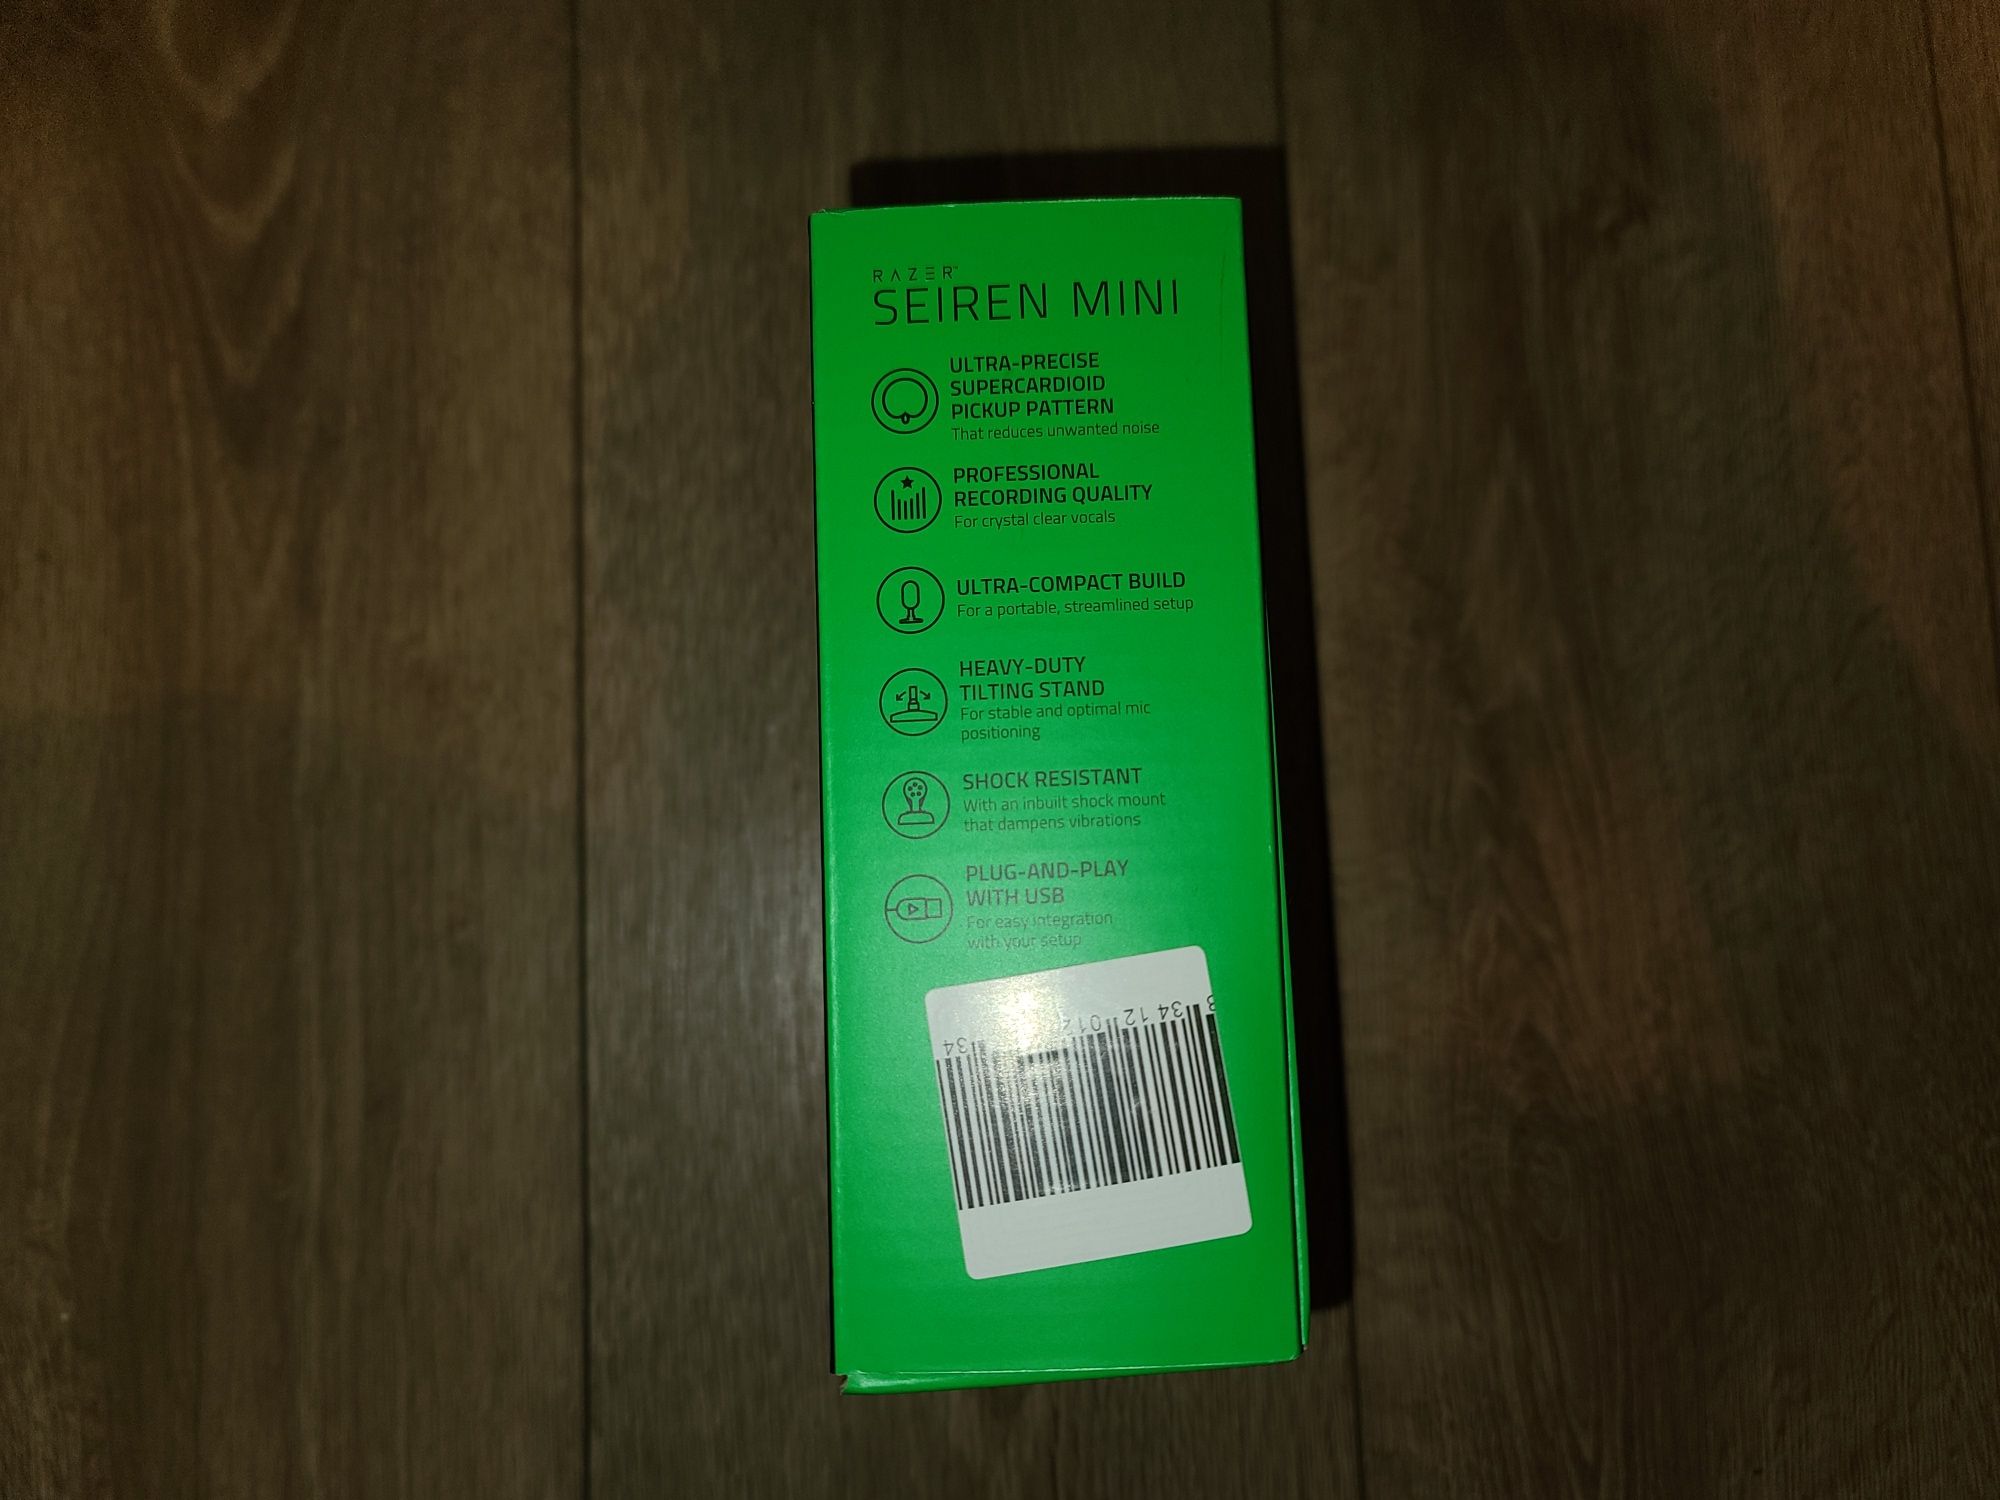 RAZER™
SEIREN MINI
ULTRA-PRECISE
SUPERCARDIOID
PICKUP PATTERN
That reduces unwanted noise
PROFESSIONAL
RECORDING QUALITY
For crystal clear vocals
ULTRA-COMPACT BUILD
For a portable, streamlined setup
HEAVY-DUTY
TILTING STAND
For stable and optimal mic
positioning
SHOCK RESISTANT
With an inbuilt shock mount
that dampens vibrations
PLUG-AND-PLAY
WITH USB
For easy integration
with your setup